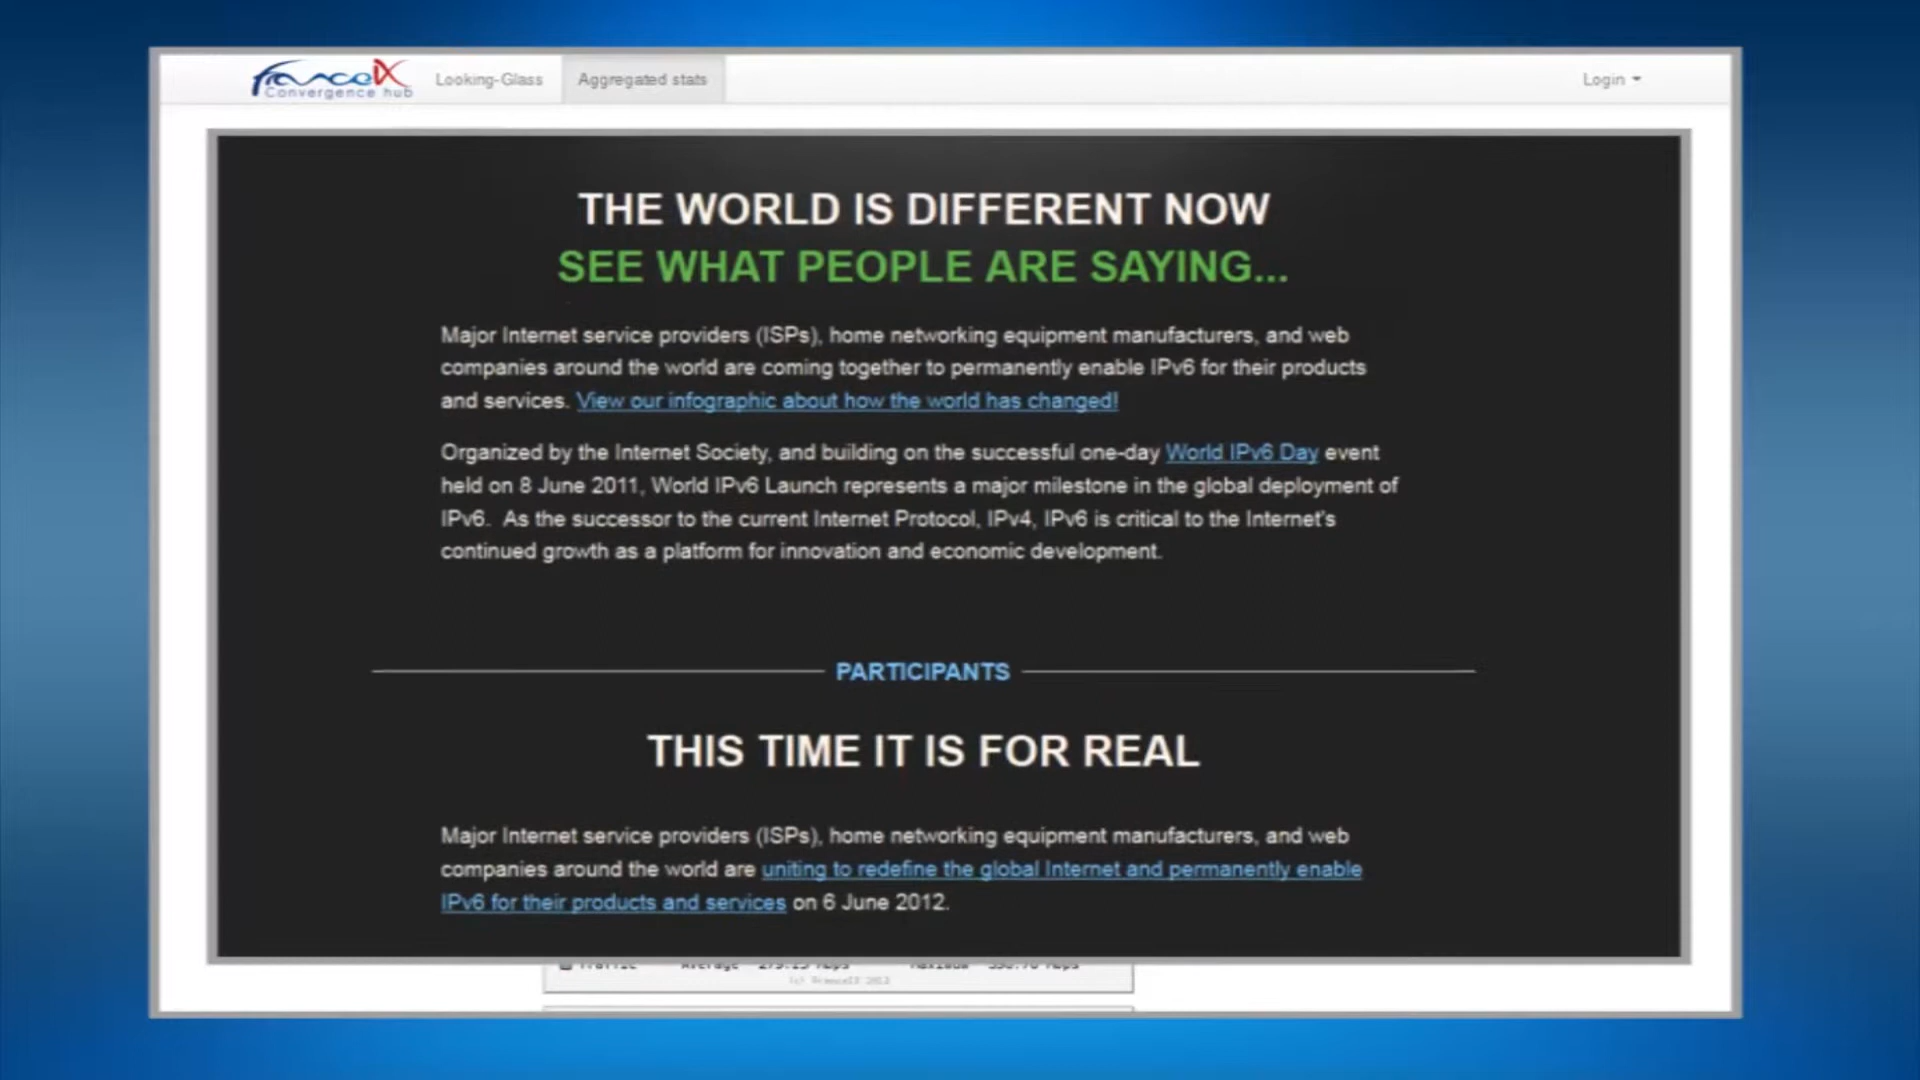 franceIX
Convergence hub
Looking-Glass
Aggregated stats
Login
THE WORLD IS DIFFERENT NOW
SEE WHAT PEOPLE ARE SAYING...
Major Internet service providers (ISPs), home networking equipment manufacturers, and web
companies around the world are coming together to permanently enable IPv6 for their products
and services. View our infographic about how the world has changed!
Organized by the Internet Society, and building on the successful one-day World IPv6 Day event
held on 8 June 2011, World IPv6 Launch represents a major milestone in the global deployment of
IPv6. As the successor to the current Internet Protocol, IPv4, IPv6 is critical to the Internet's
continued growth as a platform for innovation and economic development.
PARTICIPANTS
THIS TIME IT IS FOR REAL
Major Internet service providers (ISPs), home networking equipment manufacturers, and web
companies around the world are uniting to redefine the global Internet and permanently enable
IPv6 for their products and services on 6 June 2012.